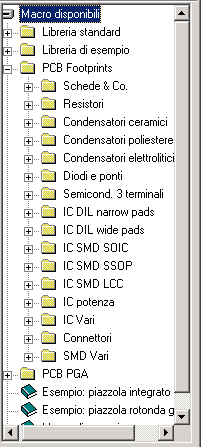 Macro disponibili
Libreria standard
Libreria di esempio
PCB Footprints
Schede & Co.
Resistori
Condensatori ceramici
Condensatori poliestere
Condensatori elettrolitici
Diodi e ponti
Semicond. 3 terminali
IC DIL narrow pads
IC DIL wide pads
IC SMD SOIC
IC SMD SSOP
IC SMD LCC
IC potenza
IC Vari
Connettori
SMD Vari
PCB PGA
Esempio: piazzola integrato
Esempio: piazzola rotonda g